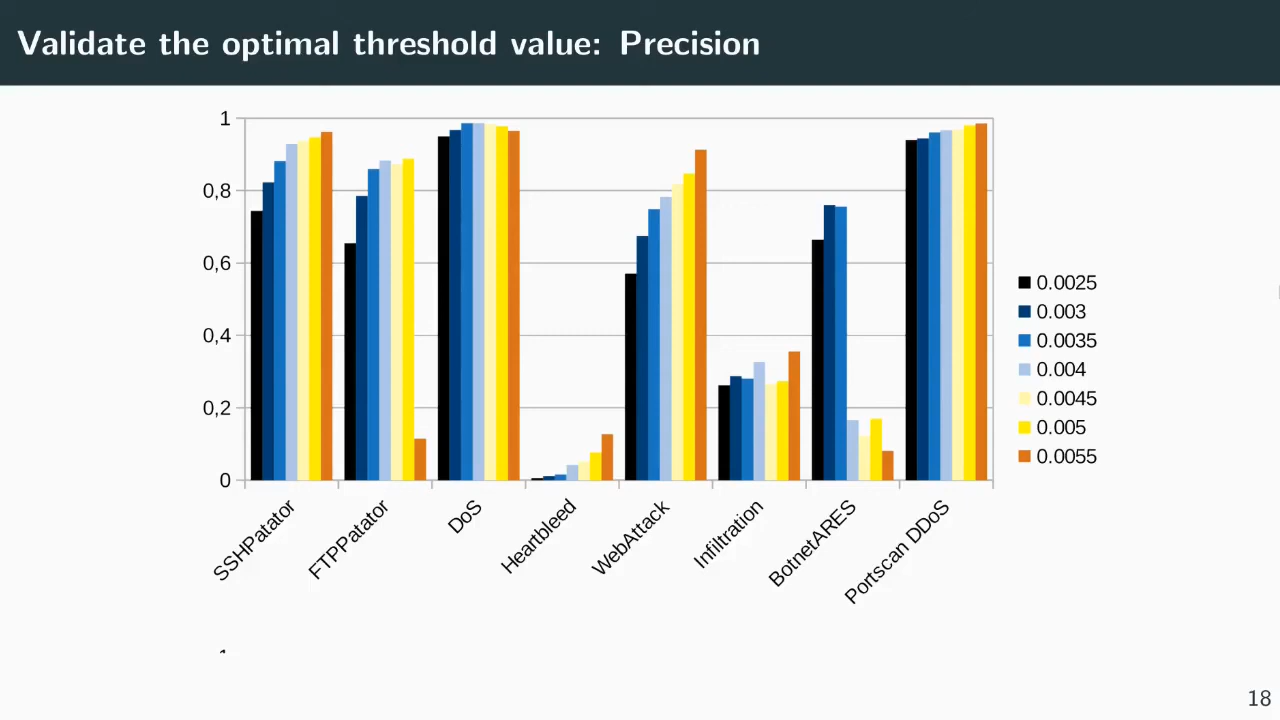 Validate the optimal threshold value: Precision
1
0,8
0,6
0,4
0,2
0
SSHPatator
FTPPatator
DoS
Heartbleed
WebAttack
Infiltration
BotnetARES
Portscan DDoS
0.0025
0.003
0.0035
0.004
0.0045
0.005
0.0055
18